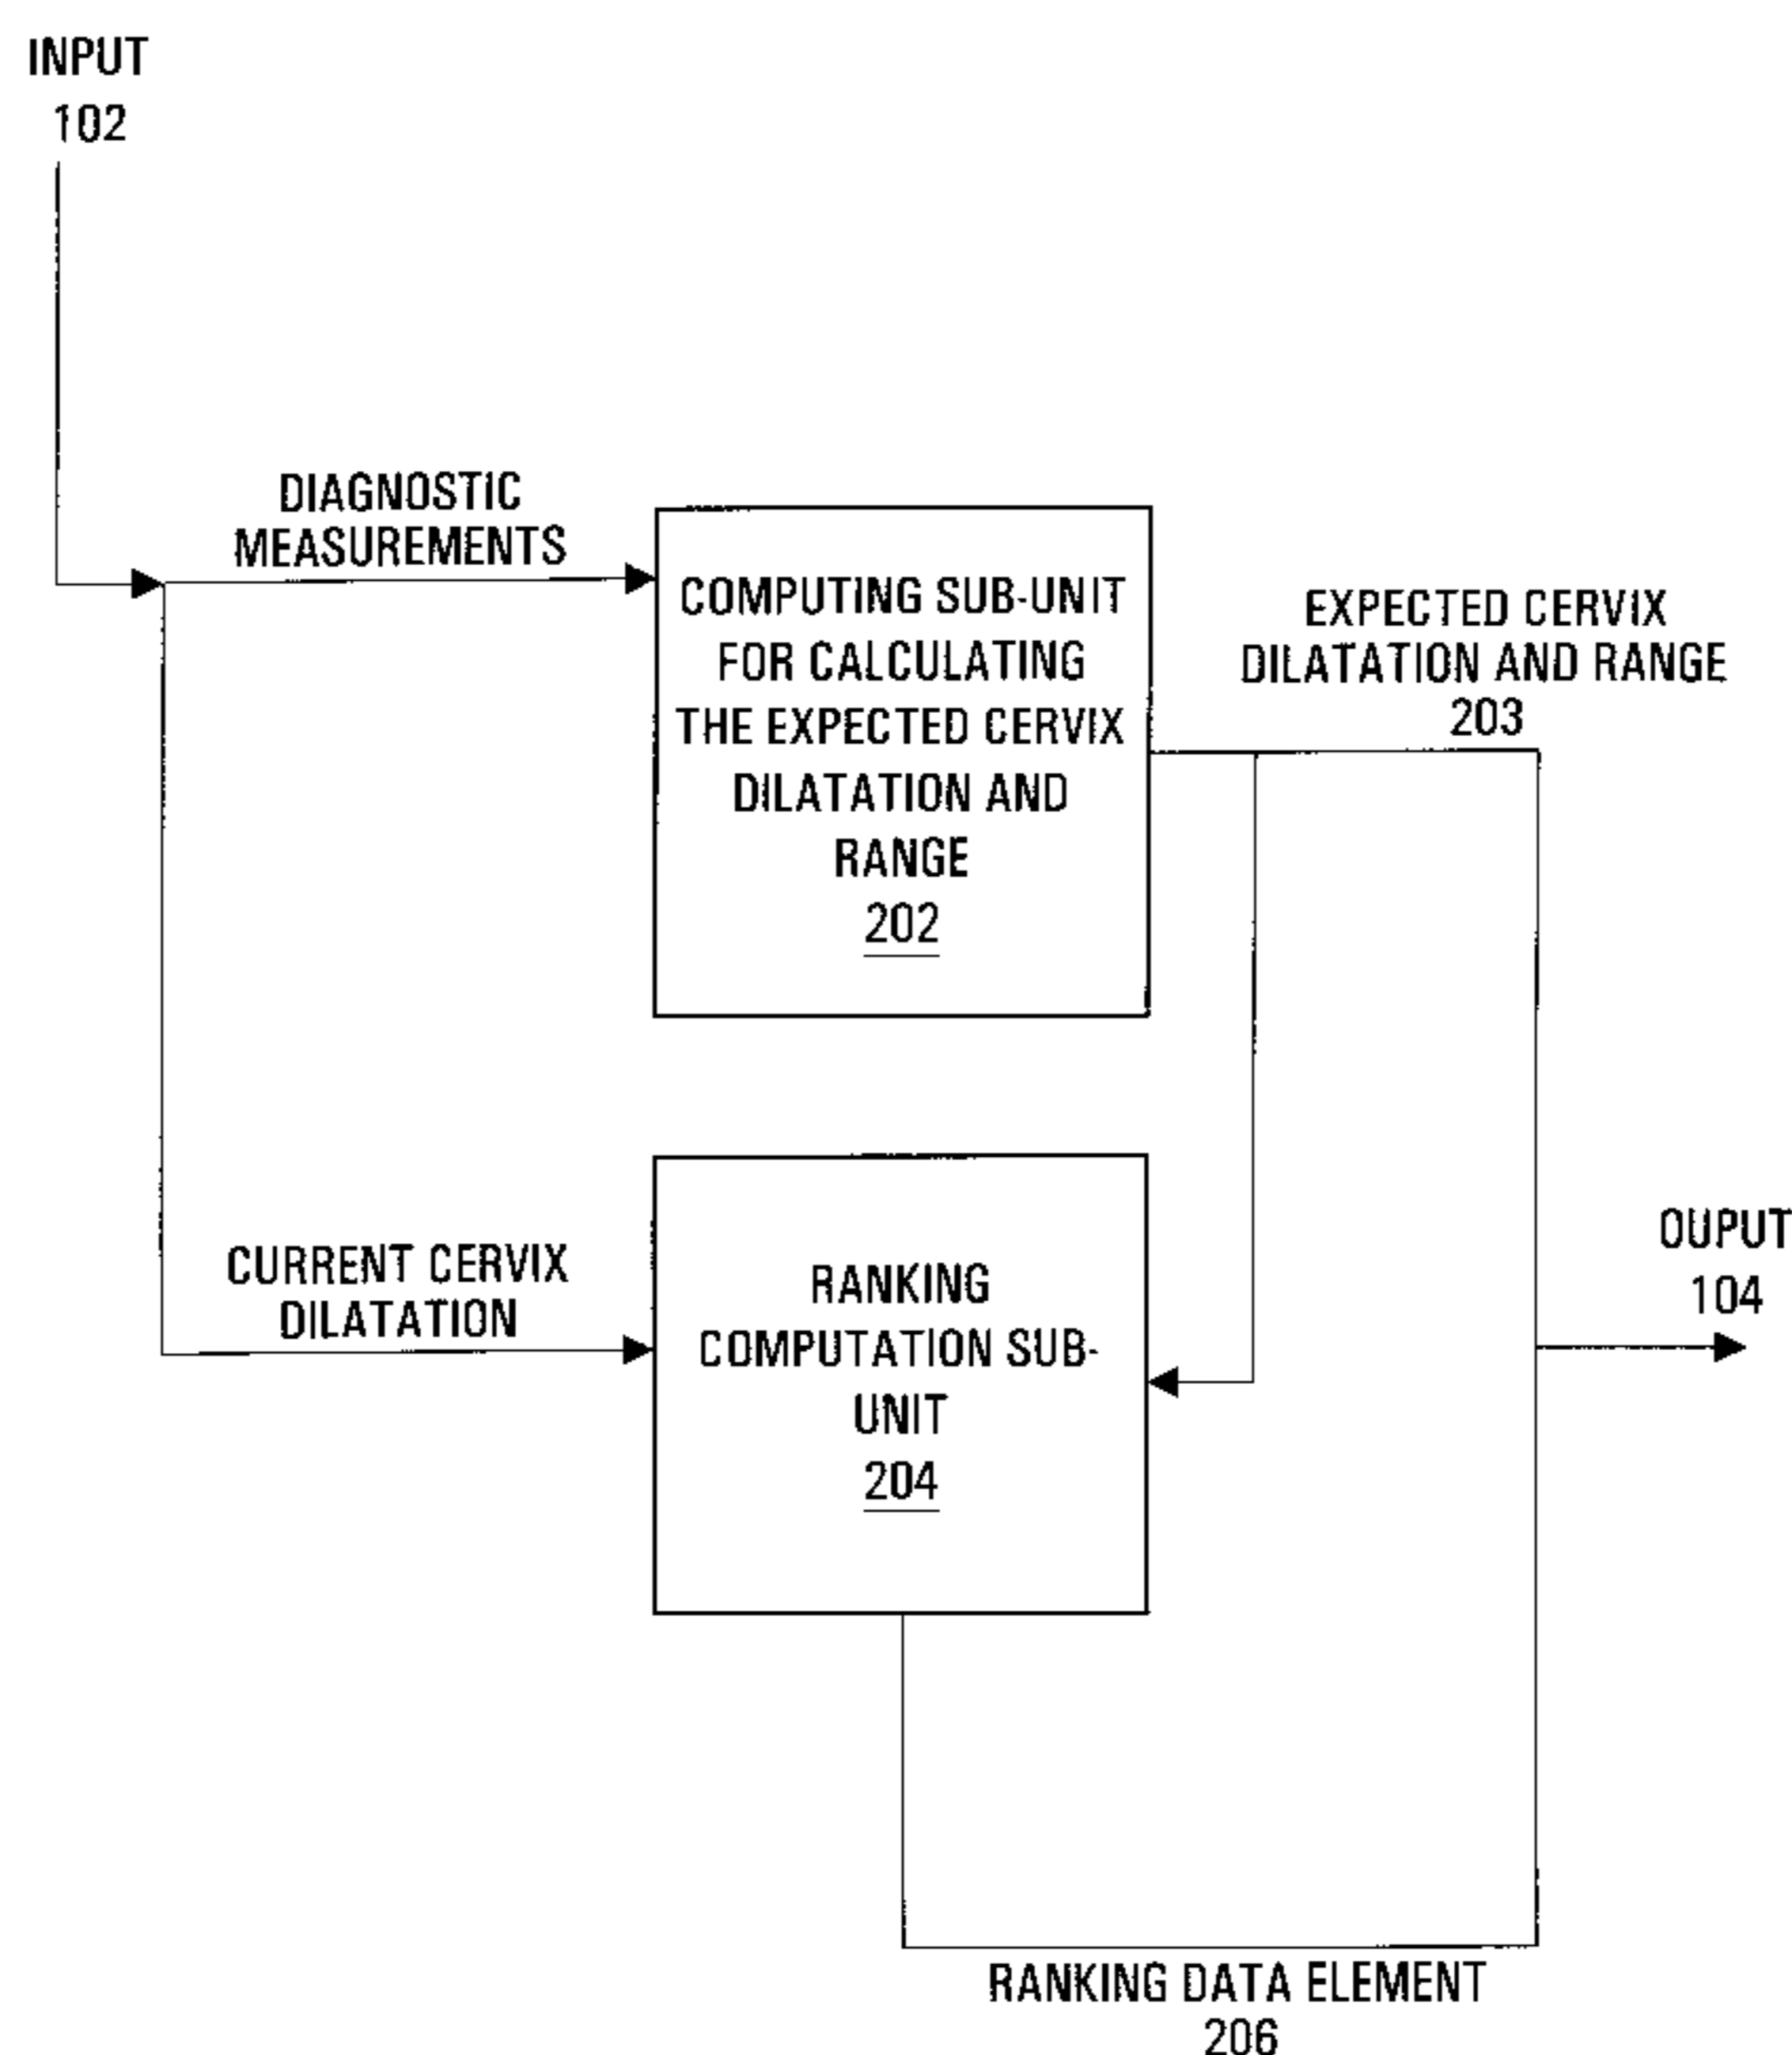 INPUT
102
DIAGNOSTIC
MEASUREMENTS
COMPUTING SUB-UNIT
FOR CALCULATING
THE EXPECTED CERVIX
DILATATION AND
RANGE
202
EXPECTED CERVIX
DILATATION AND RANGE
203
CURRENT CERVIX
DILATATION
RANKING
COMPUTATION SUB-
UNIT
204
OUPUT
104
RANKING DATA ELEMENT
206